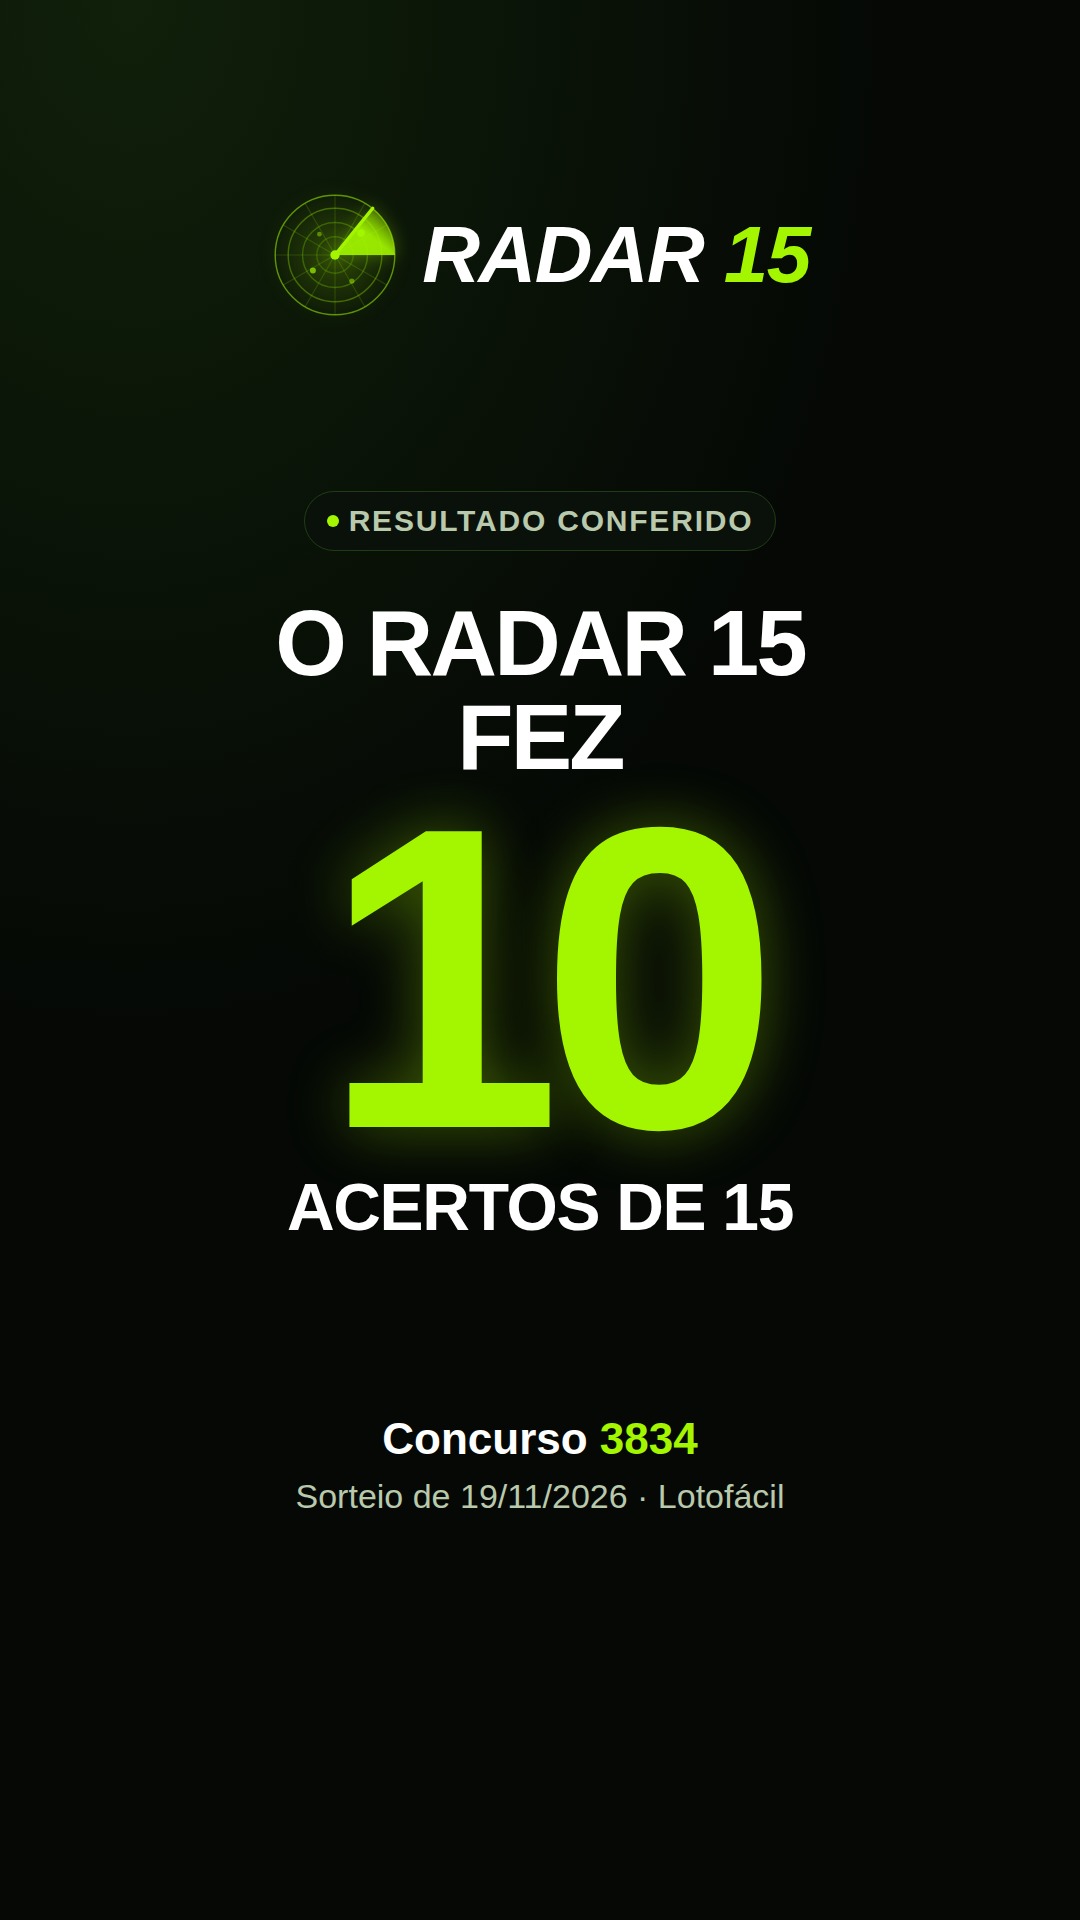 RADAR 15
RESULTADO CONFERIDO
O RADAR 15
FEZ
10
ACERTOS DE 15
Concurso 3834
Sorteio de 19/11/2026 · Lotofácil